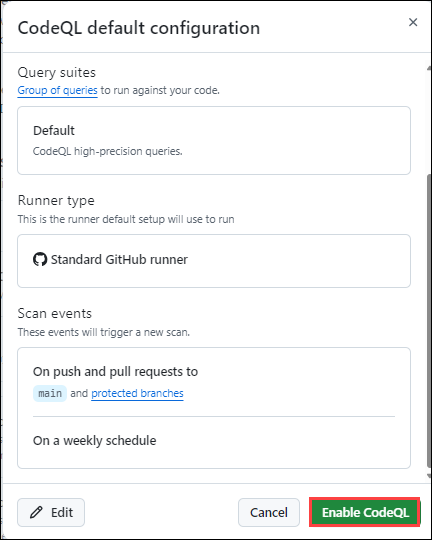 CodeQL default configuration
Query suites
Group of queries to run against your code.
Default
CodeQL high-precision queries.
Runner type
This is the runner default setup will use to run
Standard GitHub runner
Scan events
These events will trigger a new scan.
On push and pull requests to
main and protected branches
On a weekly schedule
Edit
Cancel
Enable CodeQL